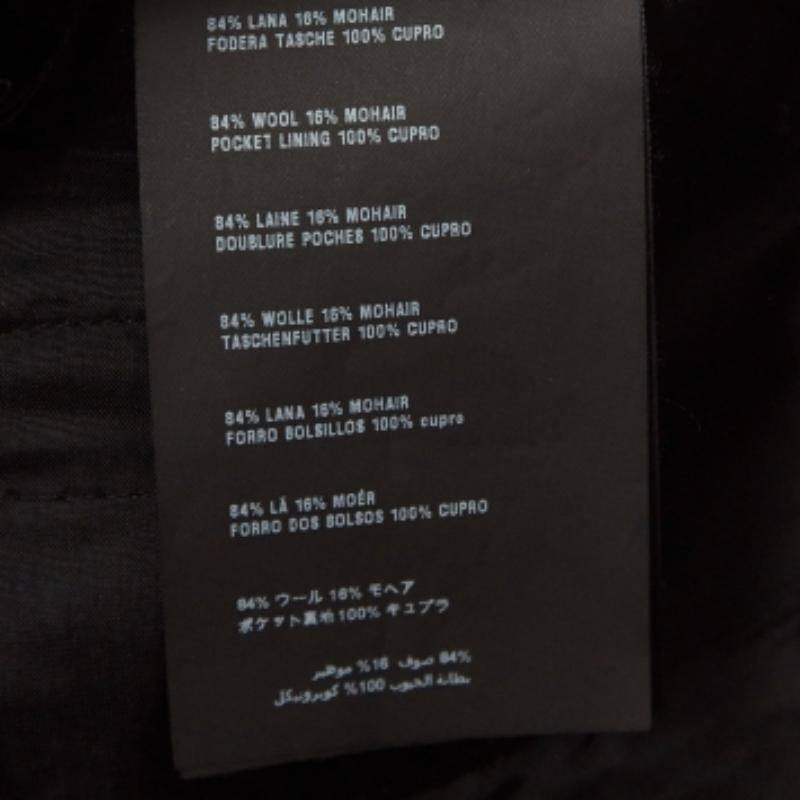 84% LANA 16% MOHAIR
FODERA TASCHE 100% CUPRO
84% WOOL 16% MOHAIR
POCKET LINING 100% CUPRO
84% LAINE 16% MOHAIR
DOUBLURE POCHES 100% CUPRO
84% WOLLE 16% MOHAIR
TASCHENFUTTER 100% CUPRO
84% LANA 16% MOHAIR
FORRO BOLSILLOS 100% cupro
84% LÃ 16% MOÉR
FORRO DOS BOLSOS 100% CUPRO
84% ウール 16% モヘア
ポケット裏地 100% キュプラ
84% صوف 16% موهير
بطانة الجيوب 100% كوبرونيكل